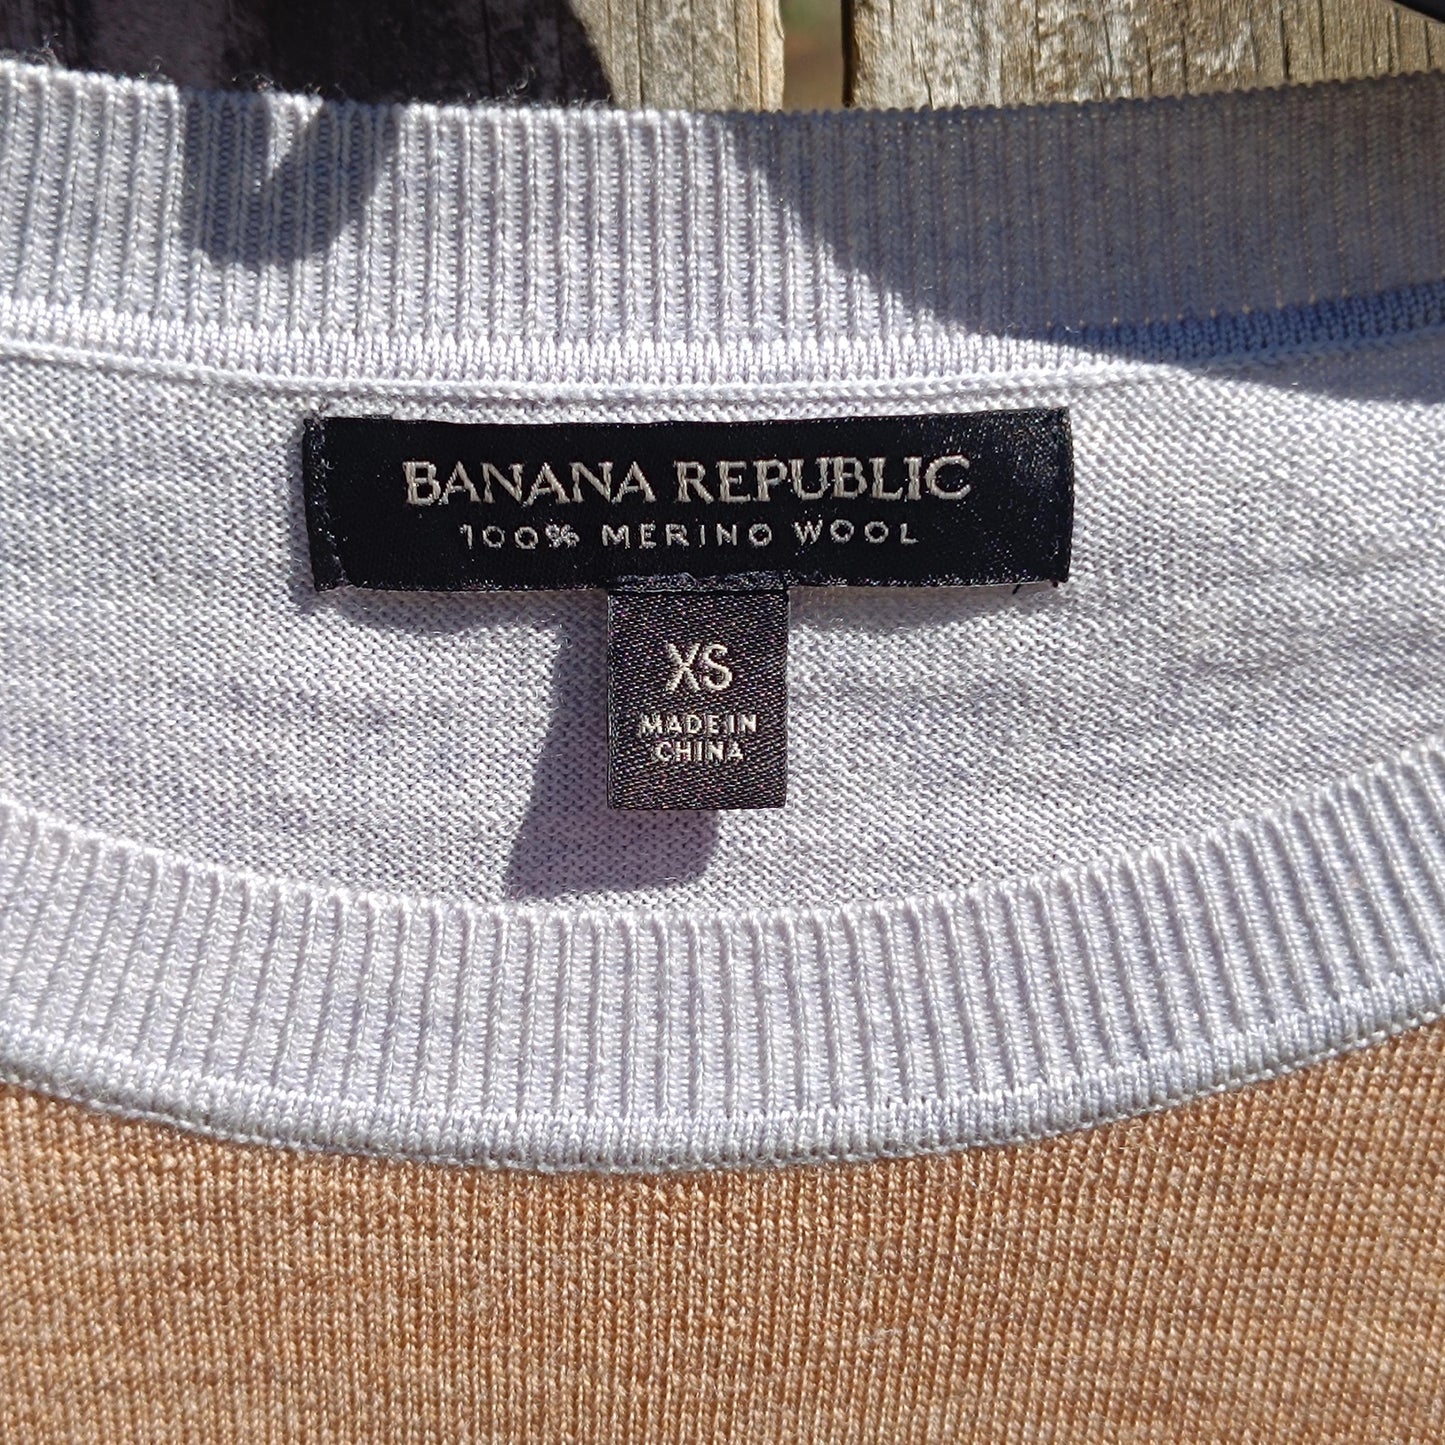 BANANA REPUBLIC
100% MERINO WOOL
XS
MADE IN
CHINA